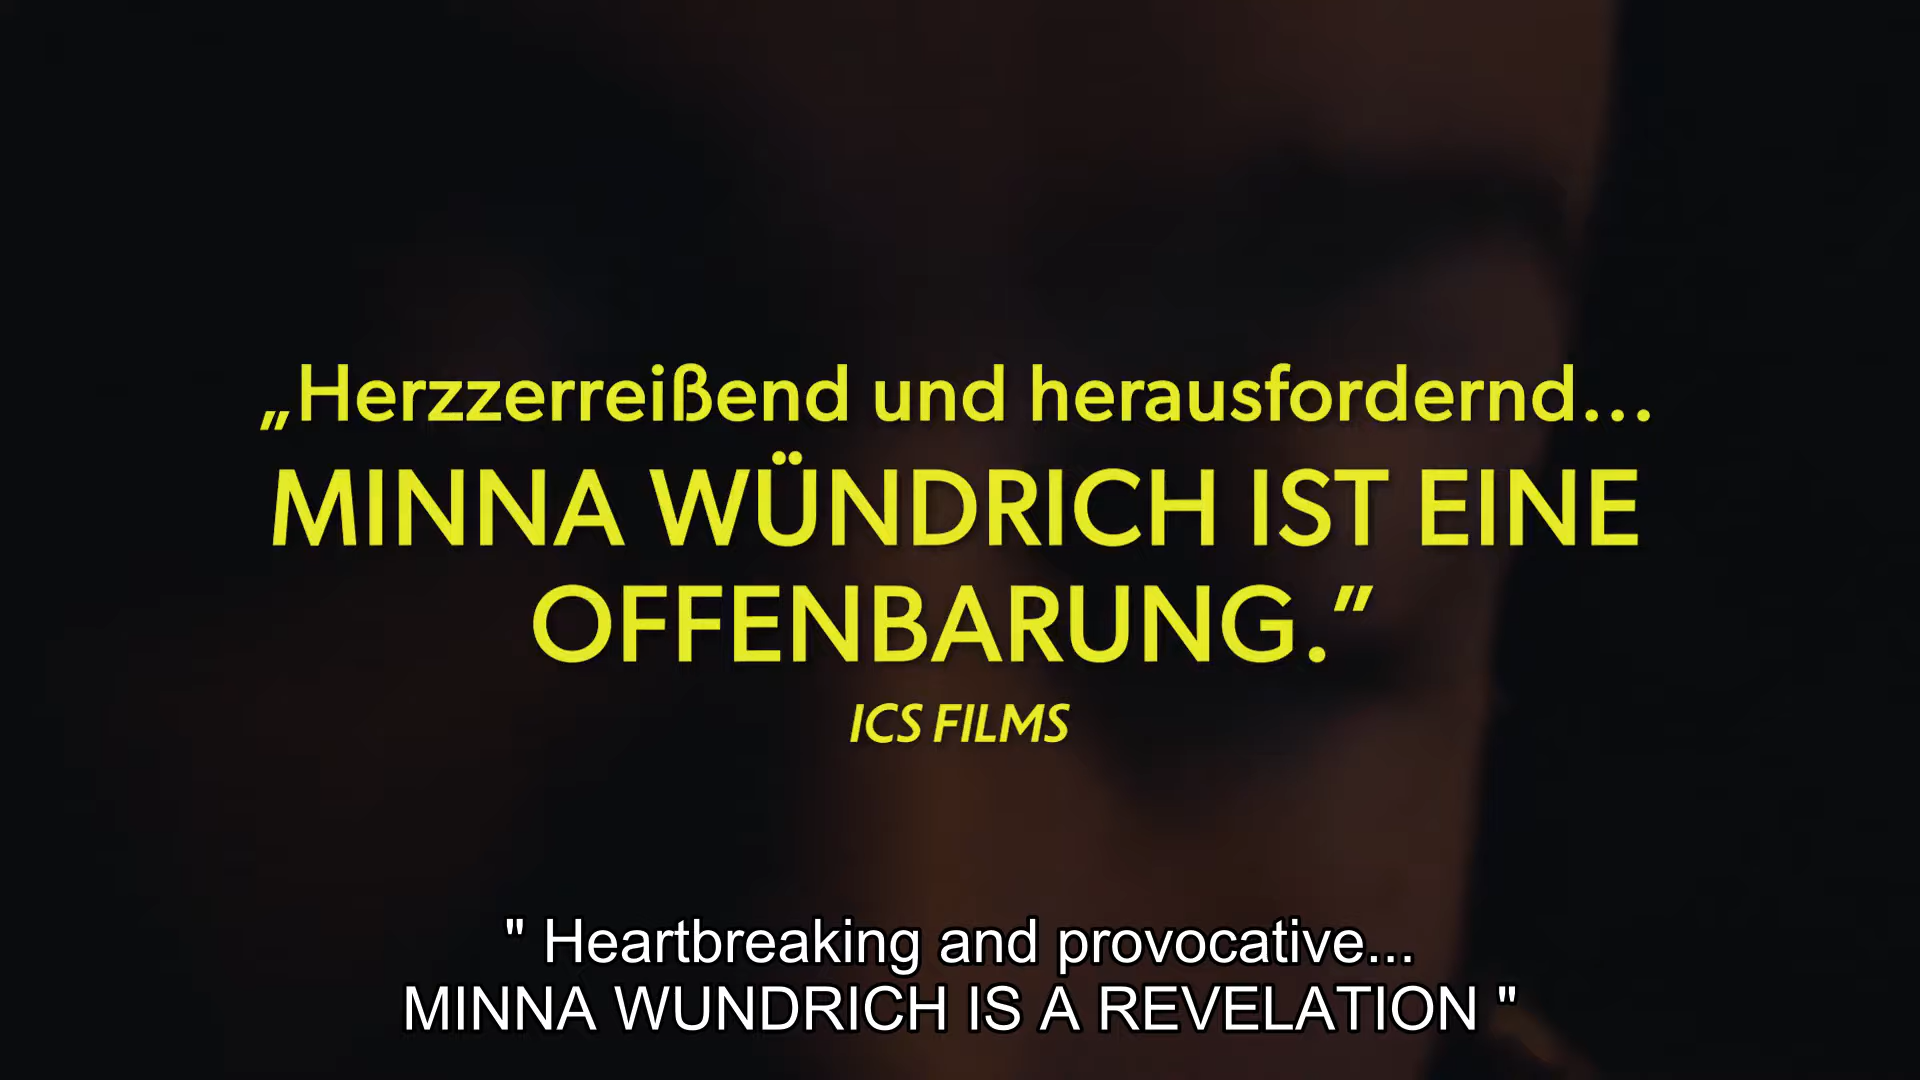 „Herzzerreißend und herausfordernd...
MINNA WÜNDRICH IST EINE
OFFENBARUNG.”
ICS FILMS
" Heartbreaking and provocative...
MINNA WUNDRICH IS A REVELATION "